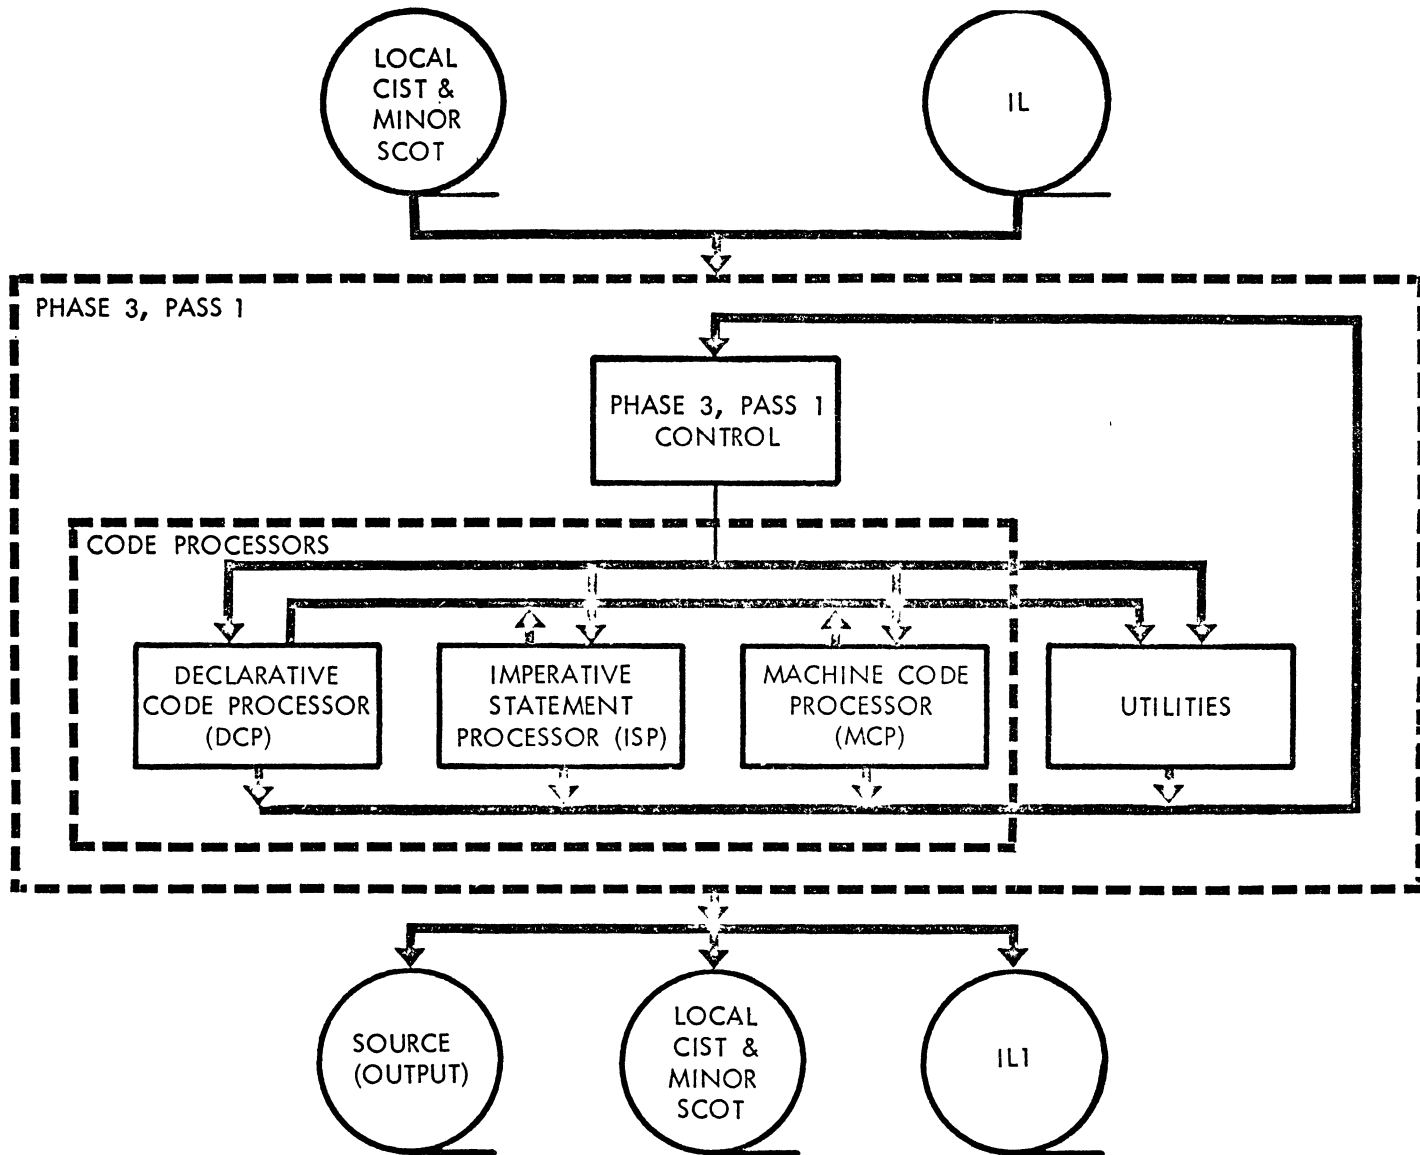 LOCAL
CIST &
MINOR
SCOT
IL
PHASE 3, PASS 1
PHASE 3, PASS 1
CONTROL
CODE PROCESSORS
DECLARATIVE
CODE PROCESSOR
(DCP)
IMPERATIVE
STATEMENT
PROCESSOR (ISP)
MACHINE CODE
PROCESSOR
(MCP)
UTILITIES
SOURCE
(OUTPUT)
LOCAL
CIST &
MINOR
SCOT
IL1